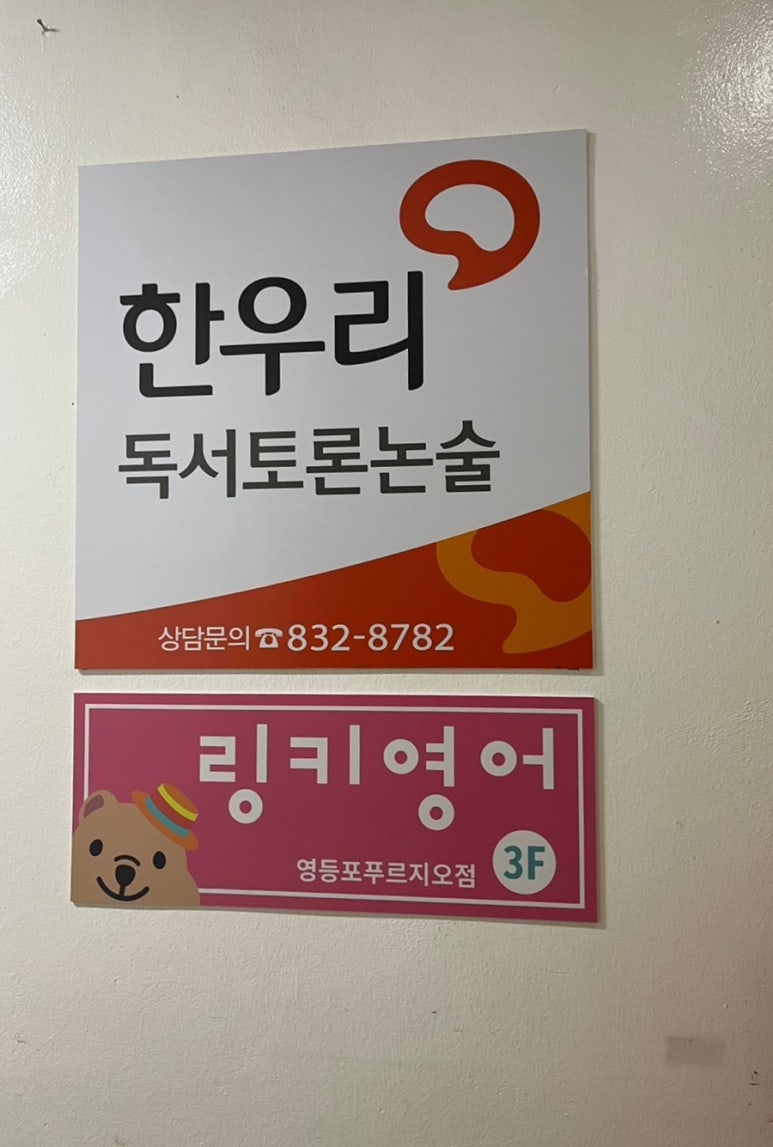 한우리
독서토론논술
상담문의☎832-8782
링키영어
영등포푸르지오점 3F